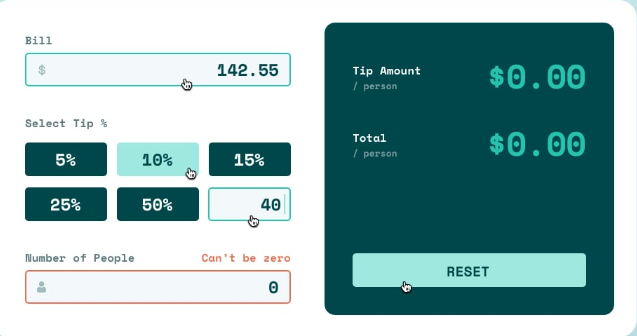 Bill
$ 142.55
Select Tip %
5% 10% 15%
25% 50% 40
Number of People Can't be zero
0
Tip Amount $0.00
/ person
Total $0.00
/ person
RESET